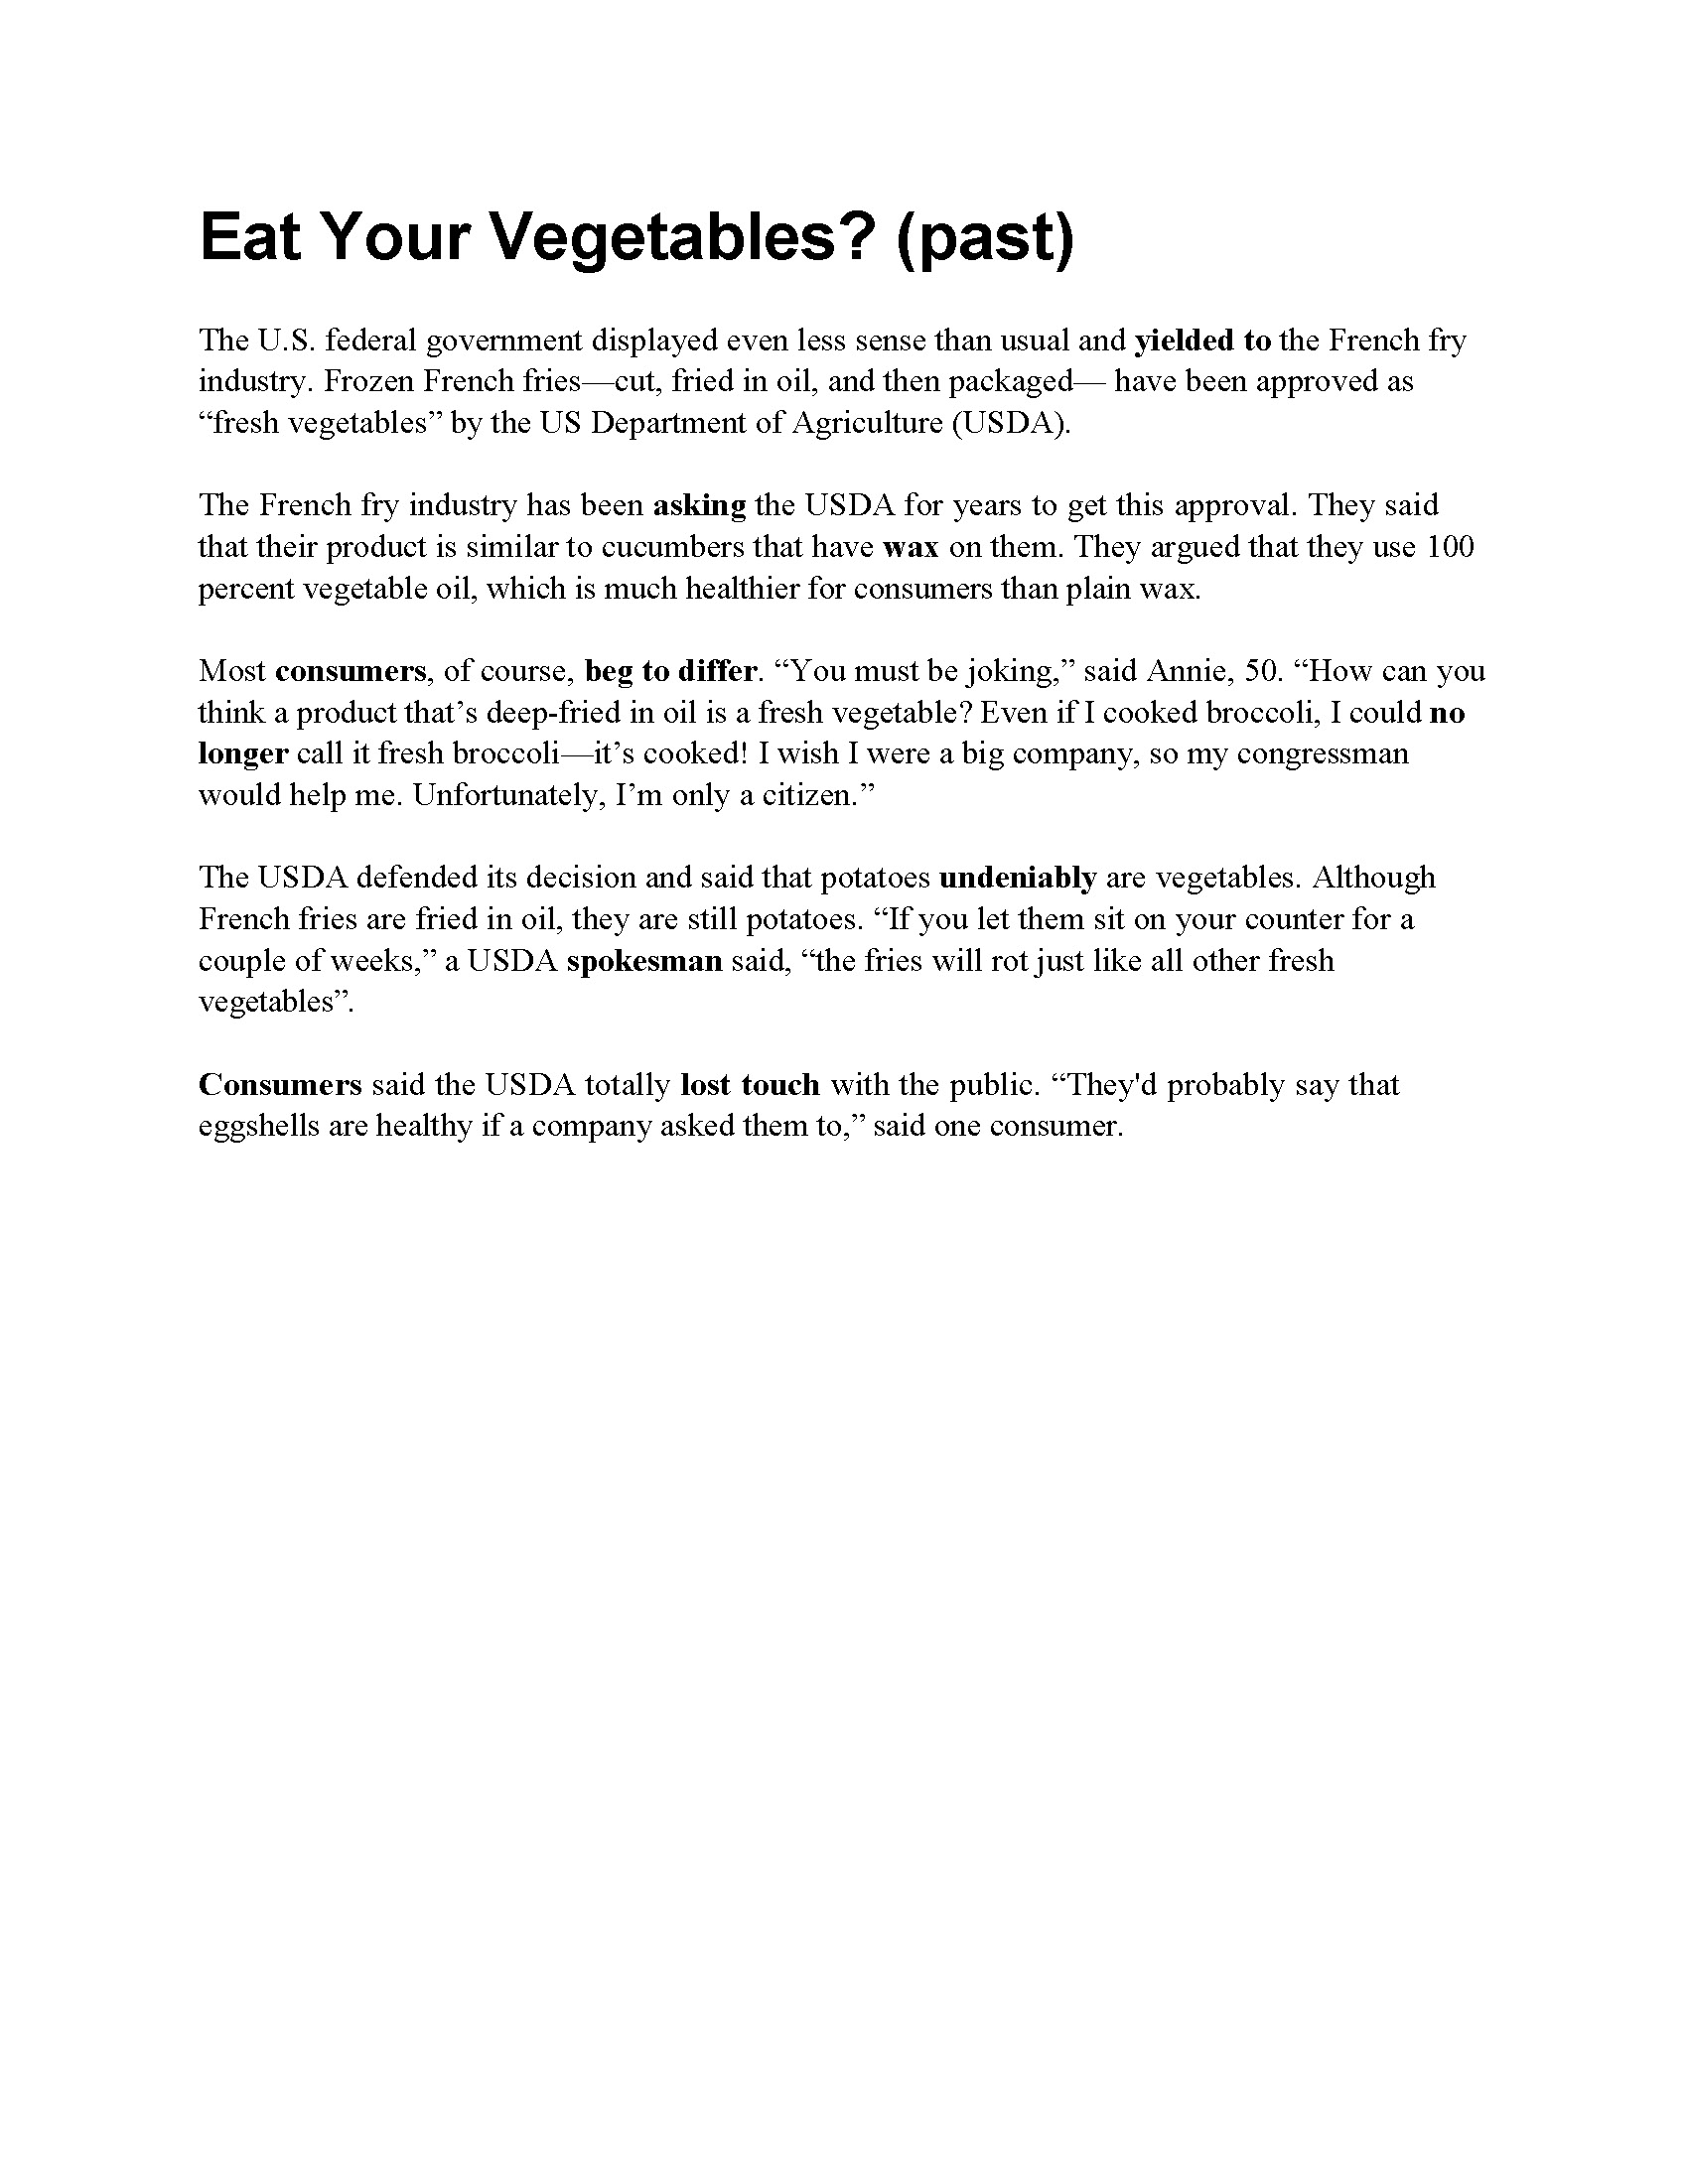 Eat Your Vegetables? (past)
The U.S. federal government displayed even less sense than usual and yielded to the French fry
industry. Frozen French fries—cut, fried in oil, and then packaged— have been approved as
“fresh vegetables” by the US Department of Agriculture (USDA).
The French fry industry has been asking the USDA for years to get this approval. They said
that their product is similar to cucumbers that have wax on them. They argued that they use 100
percent vegetable oil, which is much healthier for consumers than plain wax.
Most consumers, of course, beg to differ. “You must be joking,” said Annie, 50. “How can you
think a product that’s deep-fried in oil is a fresh vegetable? Even if I cooked broccoli, I could no
longer call it fresh broccoli—it’s cooked! I wish I were a big company, so my congressman
would help me. Unfortunately, I’m only a citizen.”
The USDA defended its decision and said that potatoes undeniably are vegetables. Although
French fries are fried in oil, they are still potatoes. “If you let them sit on your counter for a
couple of weeks,” a USDA spokesman said, “the fries will rot just like all other fresh
vegetables”.
Consumers said the USDA totally lost touch with the public. “They'd probably say that
eggshells are healthy if a company asked them to,” said one consumer.